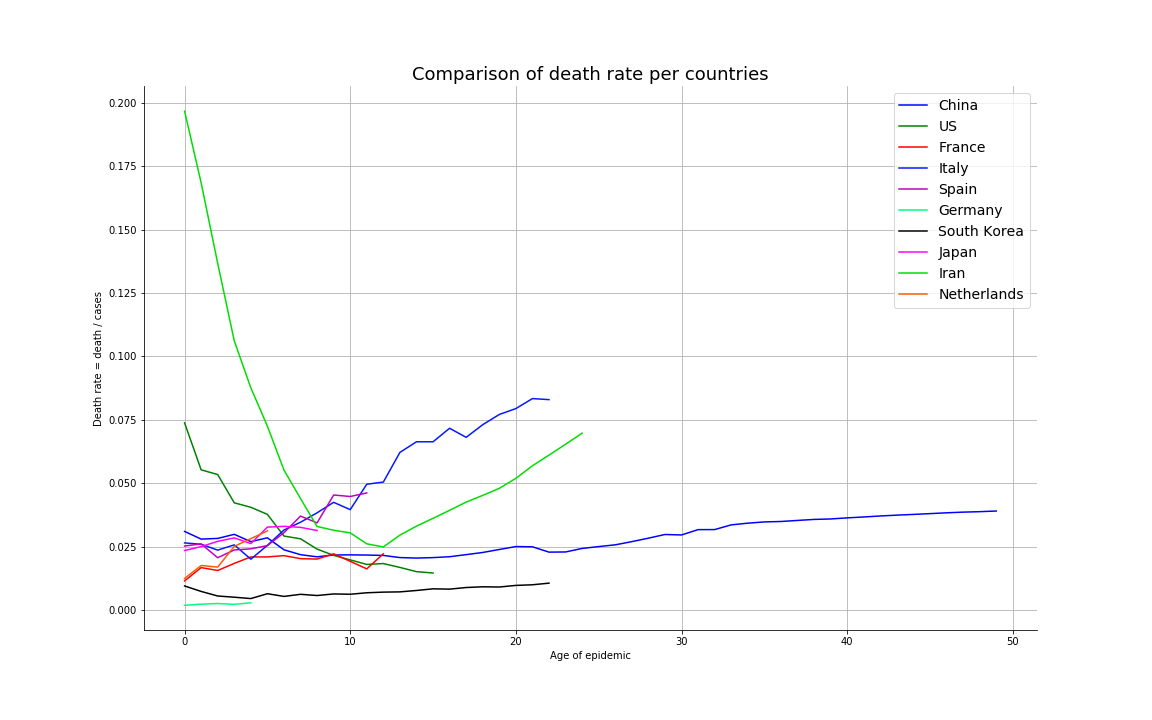 Comparison of death rate per countries
China
US
France
Italy
Spain
Germany
South Korea
Japan
Iran
Netherlands
0.200
0.175
0.150
0.125
0.100
0.075
0.050
0.025
0.000
Death rate = death / cases
0 10 20 30 40 50
Age of epidemic